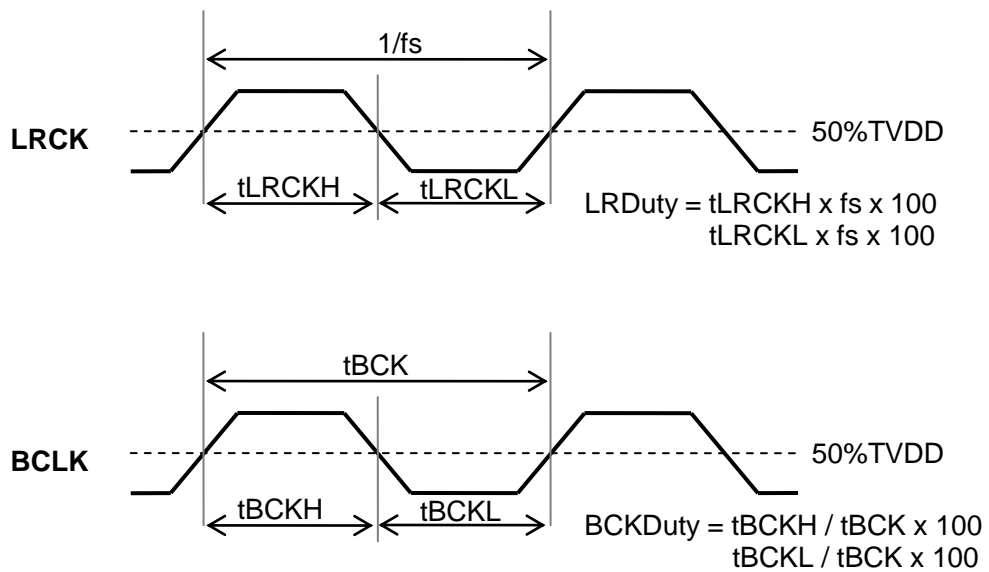 1/fs
LRCK
50%TVDD
tLRCKH
tLRCKL
LRDuty = tLRCKH x fs x 100
tLRCKL x fs x 100
tBCK
BCLK
50%TVDD
tBCKH
tBCKL
BCKDuty = tBCKH / tBCK x 100
tBCKL / tBCK x 100